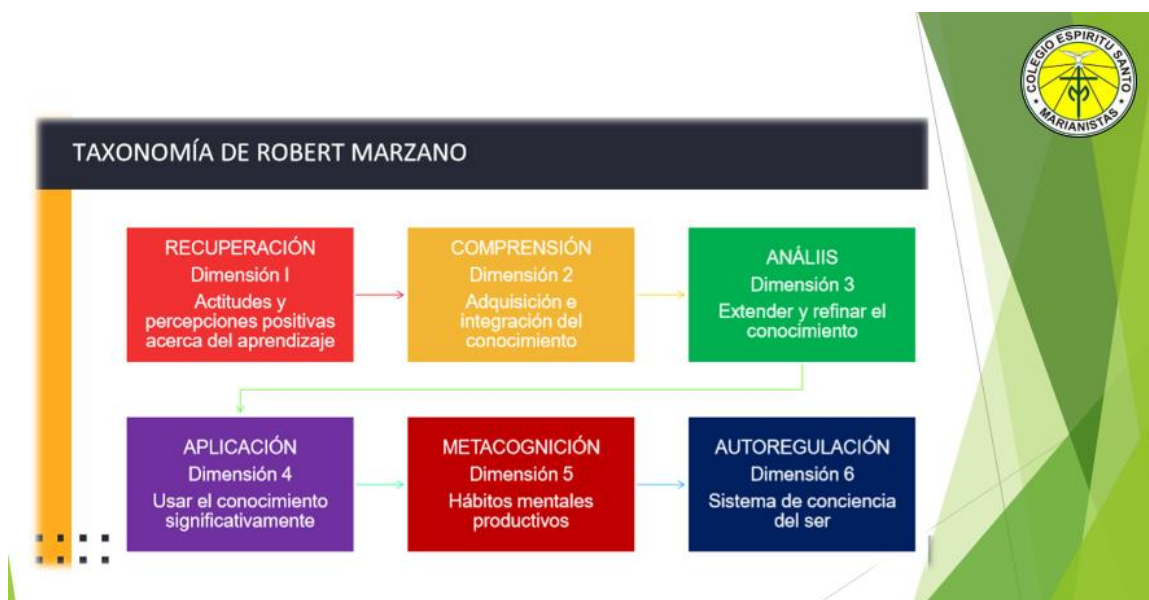 COLEGIO ESPIRITU SANTO
MARIANISTAS
TAXONOMÍA DE ROBERT MARZANO
RECUPERACIÓN
Dimensión I
Actitudes y
percepciones positivas
acerca del aprendizaje
COMPRENSIÓN
Dimensión 2
Adquisición e
integración del
conocimiento
ANÁLIIS
Dimensión 3
Extender y refinar el
conocimiento
APLICACIÓN
Dimensión 4
Usar el conocimiento
significativamente
METACOGNICIÓN
Dimensión 5
Hábitos mentales
productivos
AUTOREGULACIÓN
Dimensión 6
Sistema de conciencia
del ser